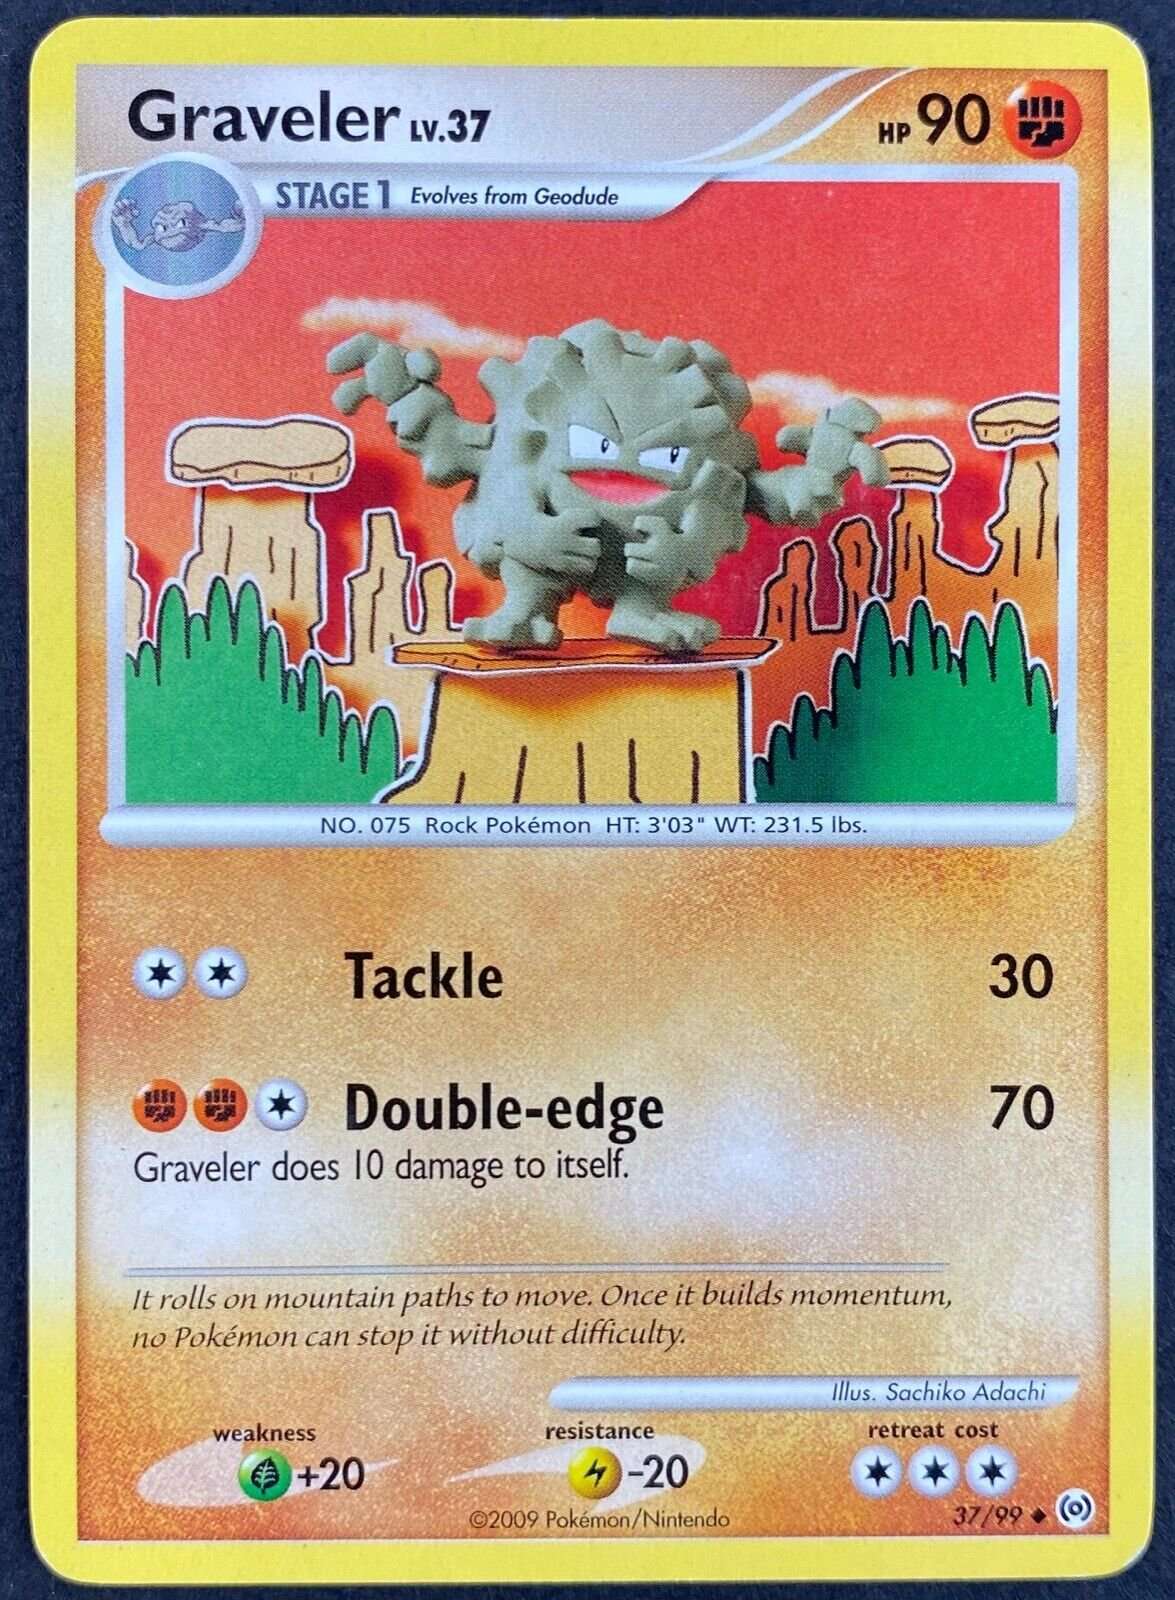 Graveler LV.37 HP 90
STAGE 1 Evolves from Geodude
NO. 075 Rock Pokémon HT: 3'03" WT: 231.5 lbs.
Tackle 30
Double-edge 70
Graveler does 10 damage to itself.
It rolls on mountain paths to move. Once it builds momentum,
no Pokémon can stop it without difficulty.
Illus. Sachiko Adachi
weakness resistance retreat cost
+20 -20
©2009 Pokémon/Nintendo 37/99